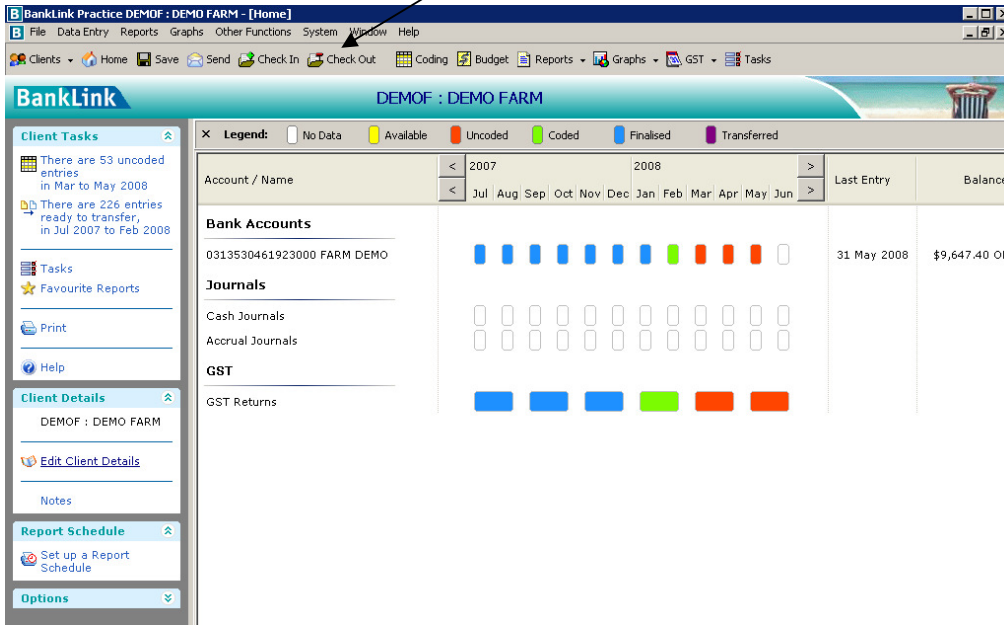 BankLink Practice DEMOF : DEMO FARM - [Home]
File Data Entry Reports Graphs Other Functions System Window Help
Clients Home Save Send Check In Check Out Coding Budget Reports Graphs GST Tasks
BankLink DEMOF : DEMO FARM
Client Tasks
There are 53 uncoded
entries
in Mar to May 2008
There are 226 entries
ready to transfer,
in Jul 2007 to Feb 2008
Tasks
Favourite Reports
Print
Help
Client Details
DEMOF : DEMO FARM
Edit Client Details
Notes
Report Schedule
Set up a Report
Schedule
Options
X Legend: No Data Available Uncoded Coded Finalised Transferred
Account / Name < 2007 2008 > Last Entry Balance
< Jul Aug Sep Oct Nov Dec Jan Feb Mar Apr May Jun >
Bank Accounts
0313530461923000 FARM DEMO 31 May 2008 $9,647.40
Journals
Cash Journals
Accrual Journals
GST
GST Returns